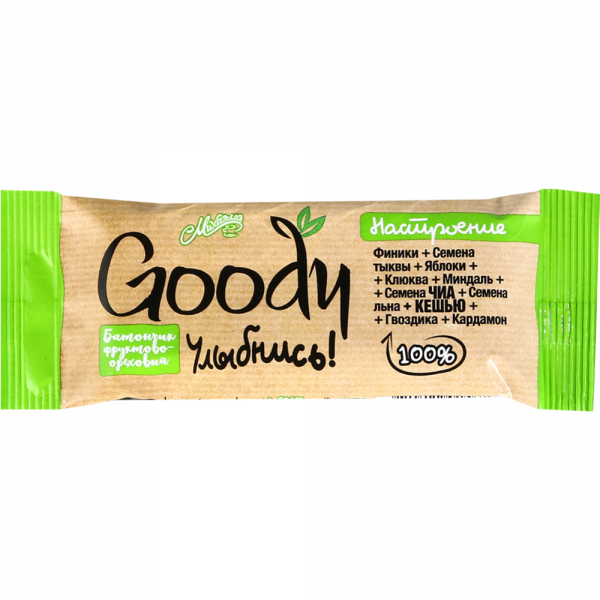 Goody
Улыбнись!
Батончик
фруктово-
ореховый
Настроение
Финики + Семена
тыквы + Яблоки +
+ Клюква + Миндаль +
+ Семена ЧИА + Семена
льна + КЕШЬЮ +
+ Гвоздика + Кардамон
100%